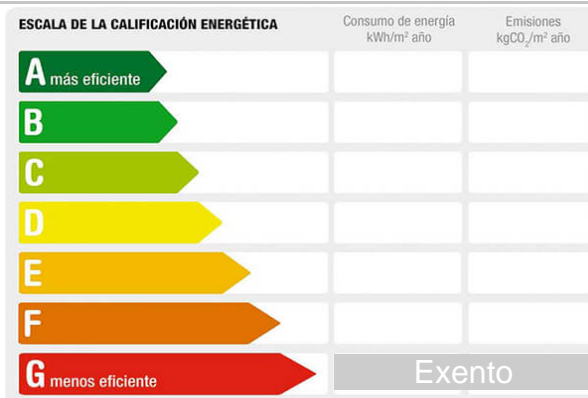 ESCALA DE LA CALIFICACIÓN ENERGÉTICA
Consumo de energía
kWh/m² año
Emisiones
kgCO₂/m² año
A más eficiente
B
C
D
E
F
G menos eficiente
Exento